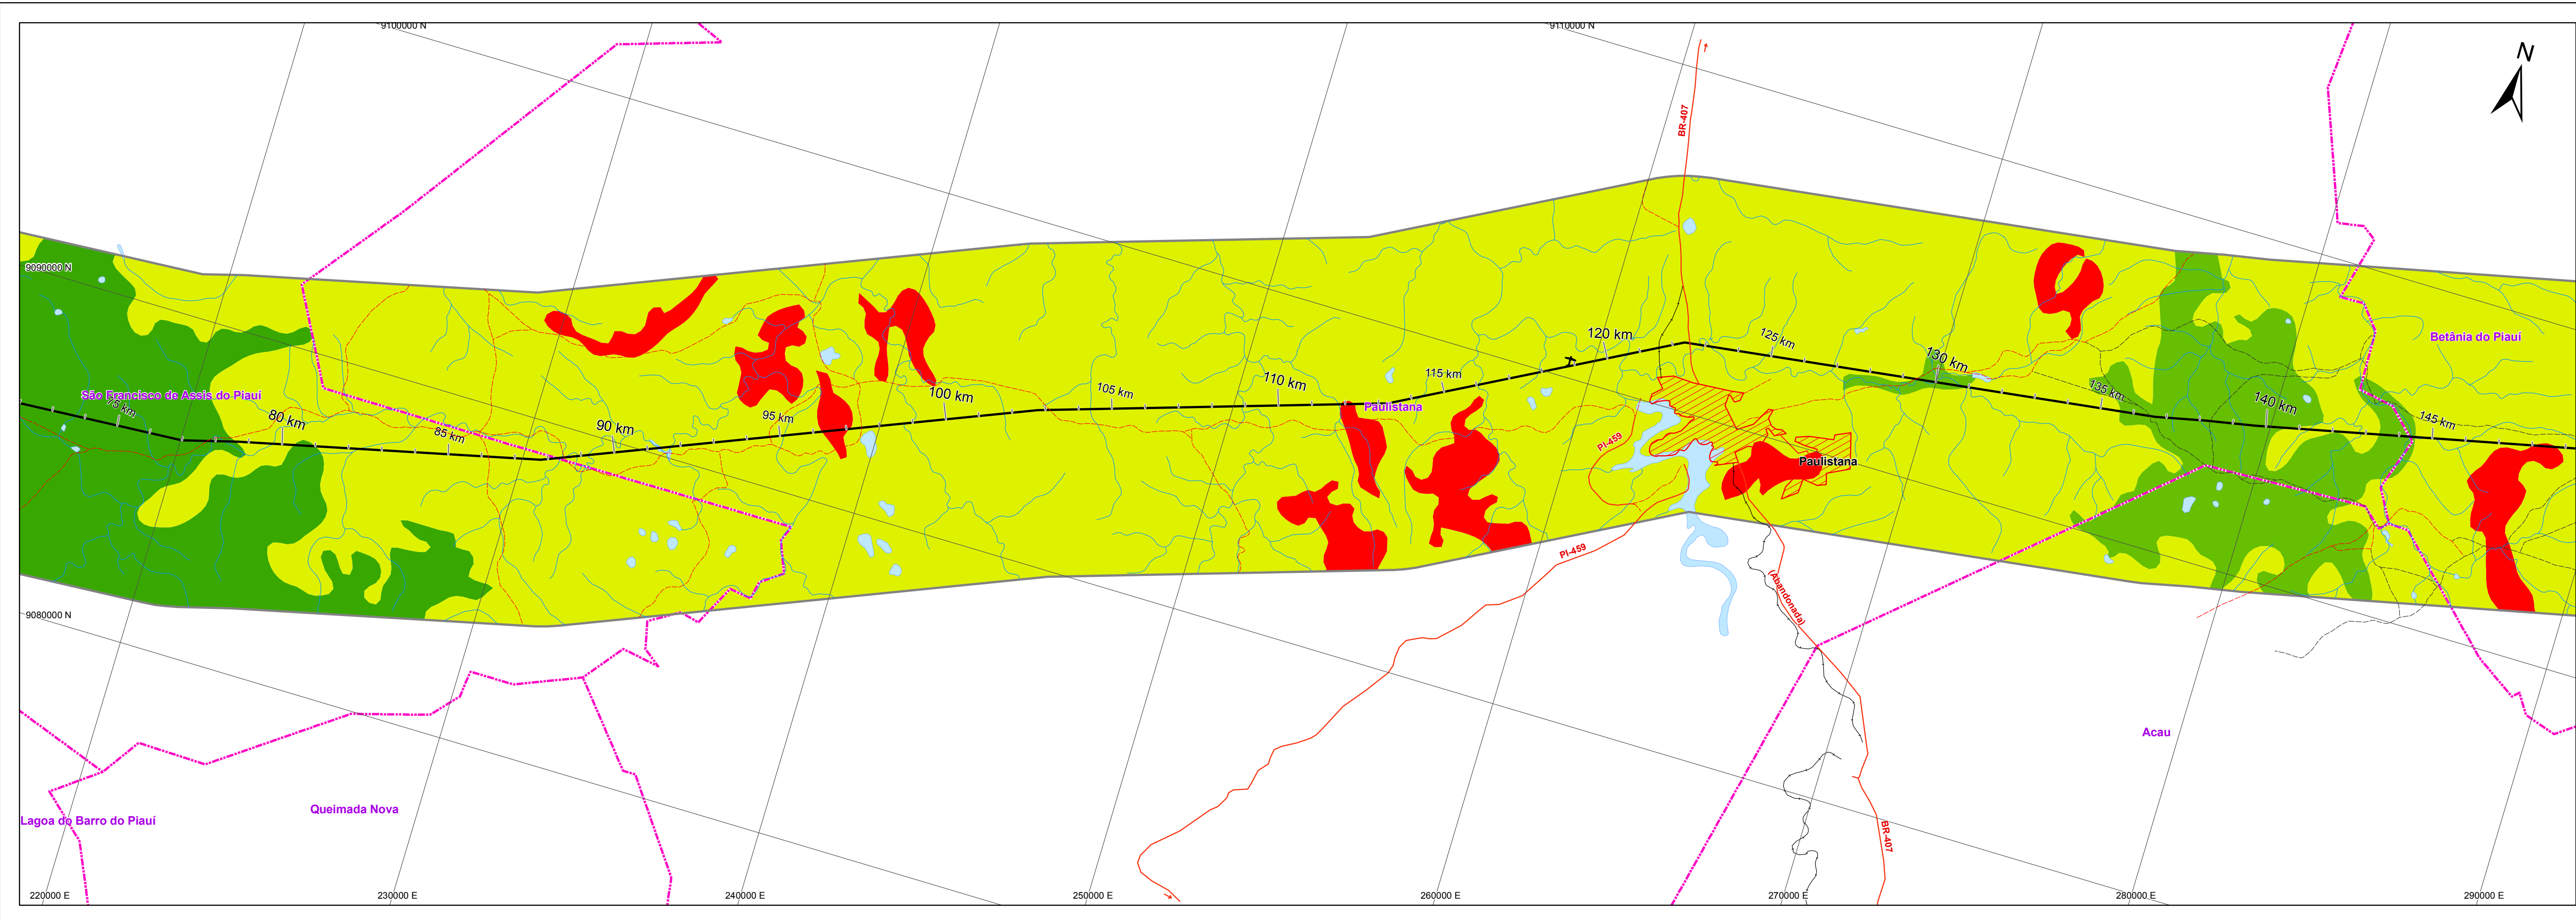 9100000 N
9110000 N
N
BR-407
9090000 N
Betânia do Piauí
120 km
125 km
130 km
115 km
110 km
105 km
100 km
135 km
140 km
145 km
São Francisco de Assis do Piauí
75 km
80 km
85 km
90 km
95 km
Paulistana
PI-459
Paulistana
PI-459
(Abandonada)
9080000 N
Acau
Queimada Nova
Lagoa do Barro do Piauí
BR-407
220000 E
230000 E
240000 E
250000 E
260000 E
270000 E
280000 E
290000 E